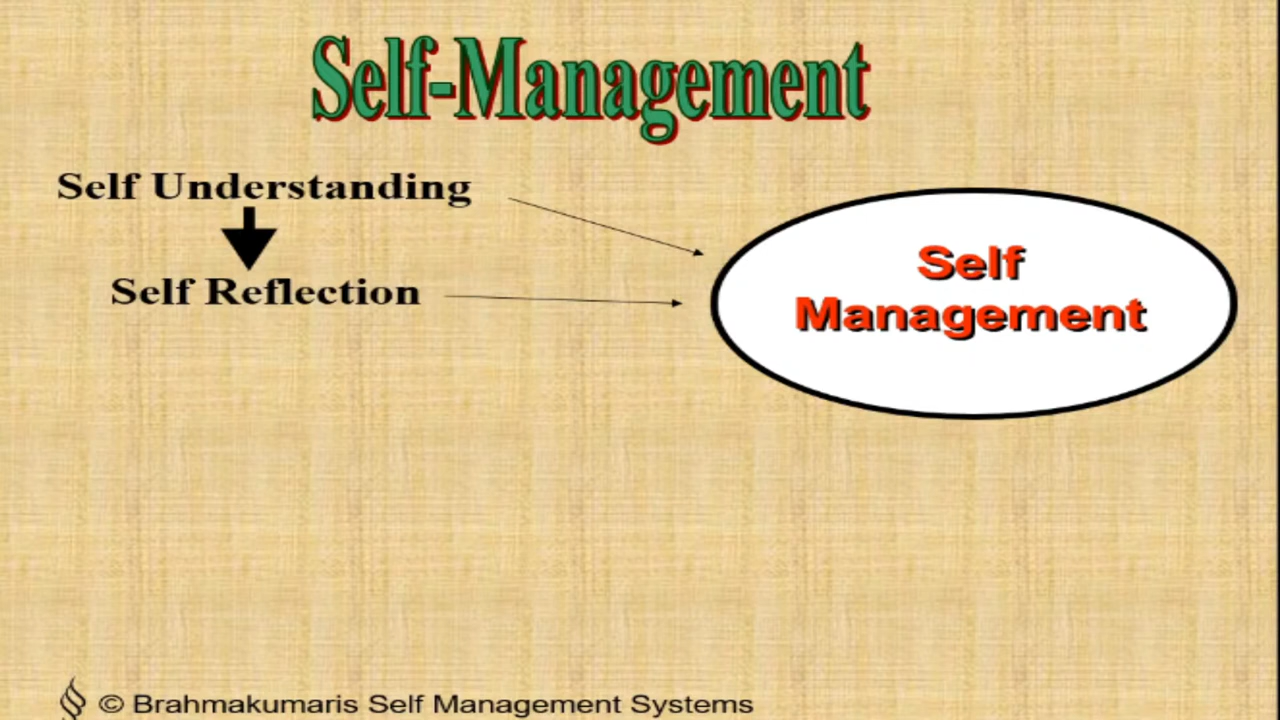 Self-Management
Self Understanding
Self Reflection
Self
Management
© Brahmakumaris Self Management Systems